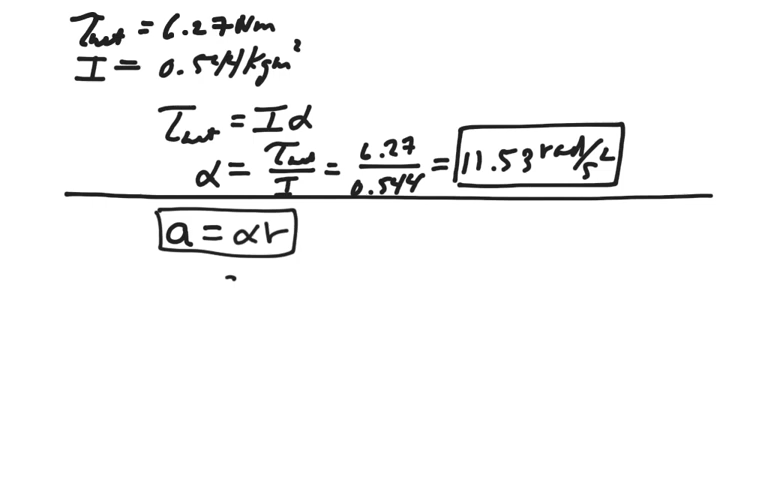 τnet = 6.27Nm
I = 0.544kgm²
τnet = Iα
α = τnet/I = 6.27/0.544 = 11.53 rad/s²
a = αr